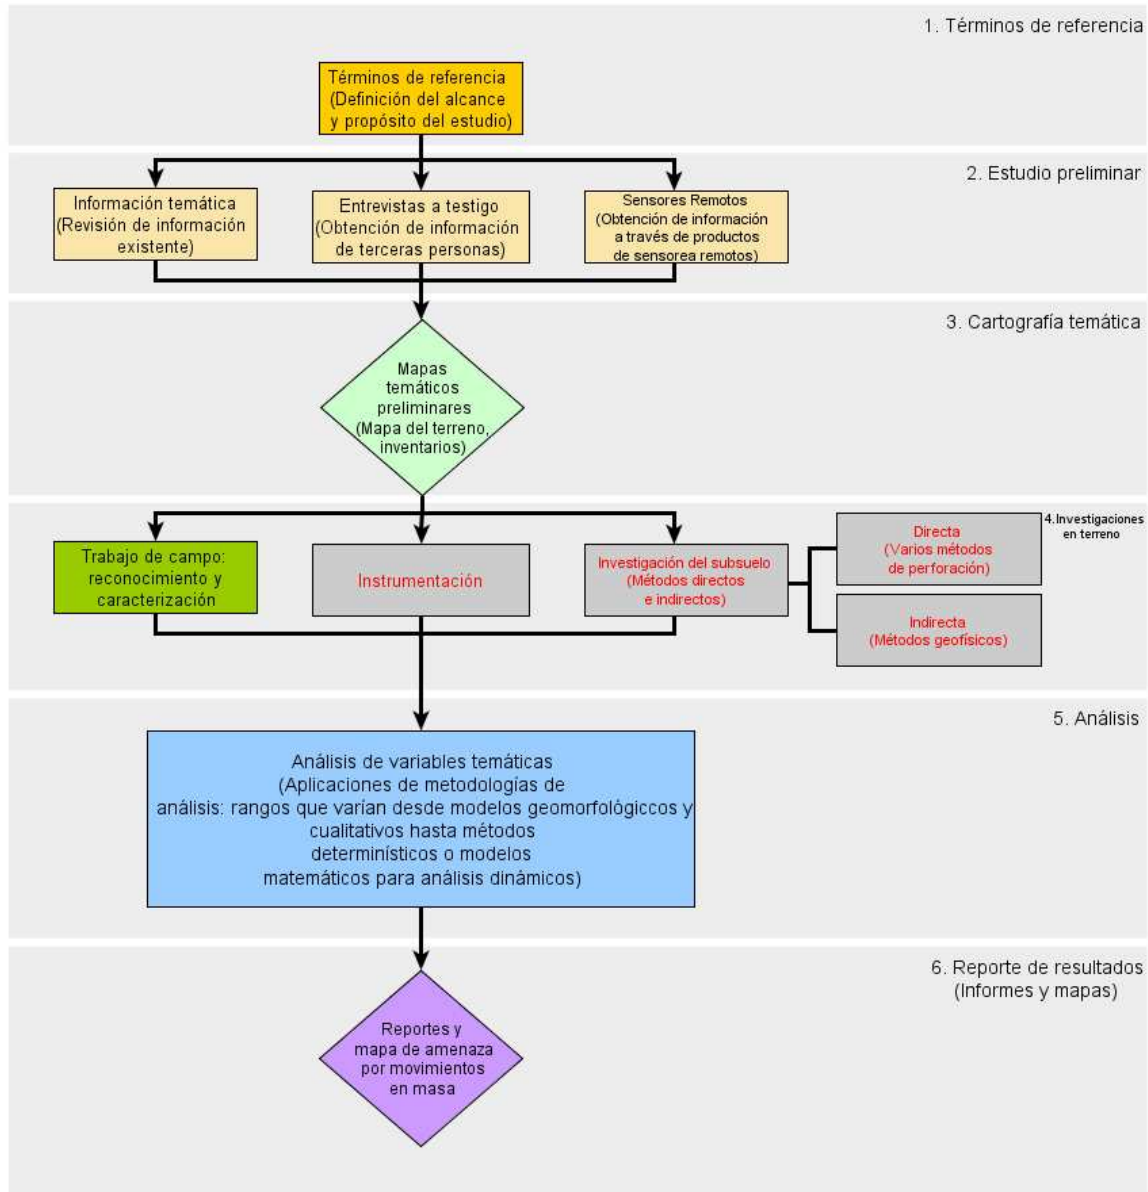 1. Términos de referencia
Términos de referencia
(Definición del alcance
y propósito del estudio)
2. Estudio preliminar
Información temática
(Revisión de información
existente)
Entrevistas a testigo
(Obtención de información
de terceras personas)
Sensores Remotos
(Obtención de información
a través de productos
de sensorea remotos)
3. Cartografía temática
Mapas
temáticos
preliminares
(Mapa del terreno,
inventarios)
4.Investigaciones
en terreno
Trabajo de campo:
reconocimiento y
caracterización
Instrumentación
Investigación del subsuelo
(Métodos directos
e indirectos)
Directa
(Varios métodos
de perforación)
Indirecta
(Métodos geofísicos)
5. Análisis
Análisis de variables temáticas
(Aplicaciones de metodologías de
análisis: rangos que varían desde modelos geomorfológiccos y
cualitativos hasta métodos
determinísticos o modelos
matemáticos para análisis dinámicos)
6. Reporte de resultados
(Informes y mapas)
Reportes y
mapa de amenaza
por movimientos
en masa